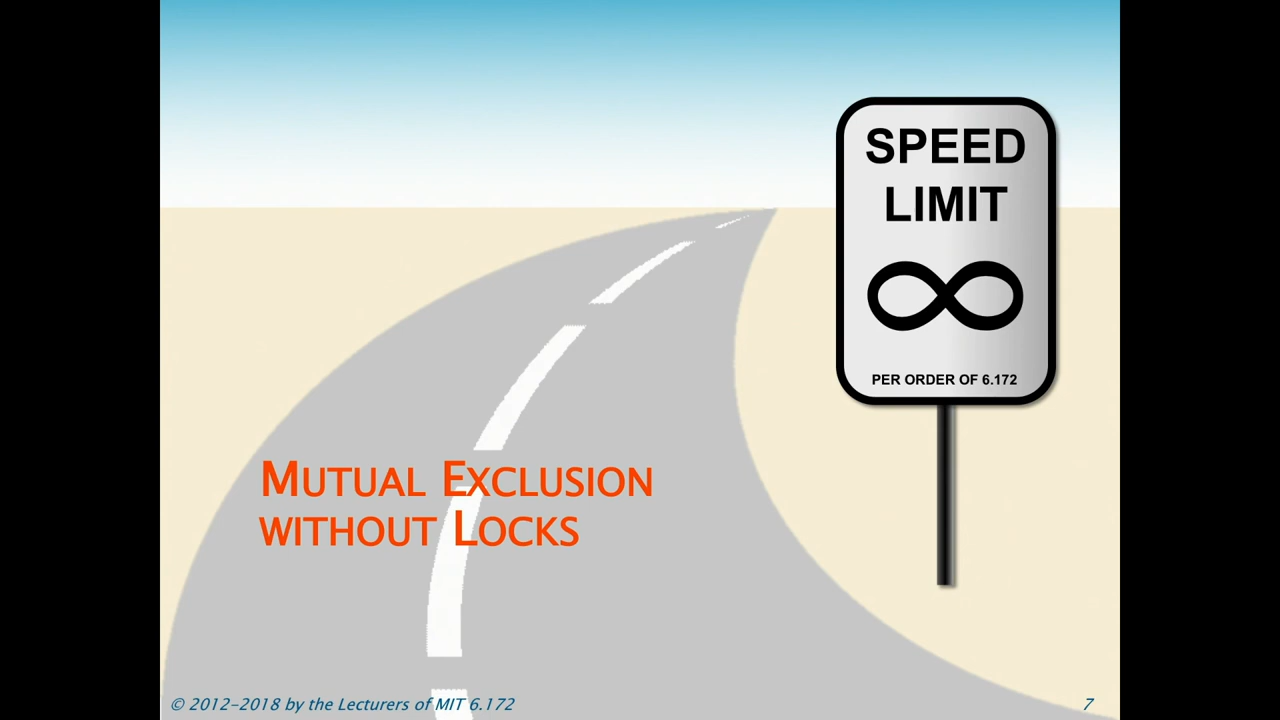 SPEED
LIMIT
∞
PER ORDER OF 6.172
MUTUAL EXCLUSION
WITHOUT LOCKS
© 2012-2018 by the Lecturers of MIT 6.172
7